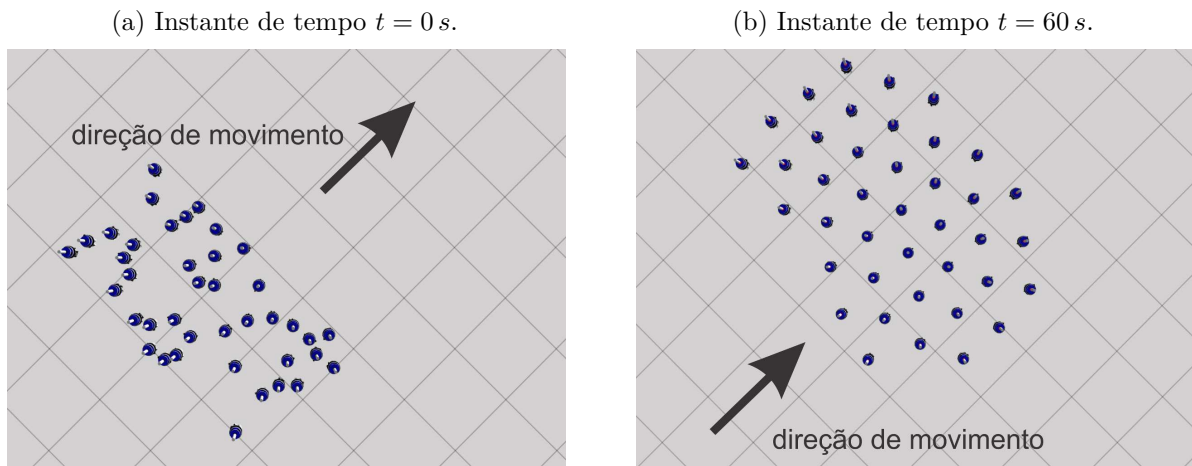 (a) Instante de tempo t = 0 s.
(b) Instante de tempo t = 60 s.
direção de movimento
direção de movimento